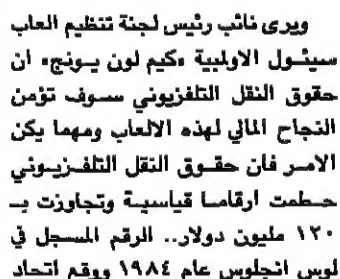 ويرى نائب رئيس لجنة تنظيم العاب
سيئول الاولمبية «كيم لون يونج» ان
حقوق النقل التلفزيوني سوف تؤمن
النجاح المالي لهذه الالعاب ومهما يكن
الامر فان حقوق النقل التلفزيوني
حطمت ارقاما قياسية وتجاوزت بـ
١٢٠ مليون دولار.. الرقم المسجل في
لوس انجلوس عام ١٩٨٤ ووقع اتحاد